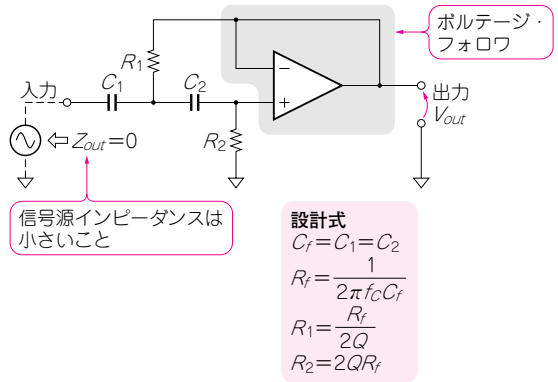 ボルテージ・
フォロワ
R1
C1
C2
入力
−
+
出力
Vout
⇦Zout=0
R2
信号源インピーダンスは
小さいこと
設計式
Cf=C1=C2
Rf=1/2πfCCf
R1=Rf/2Q
R2=2QRf